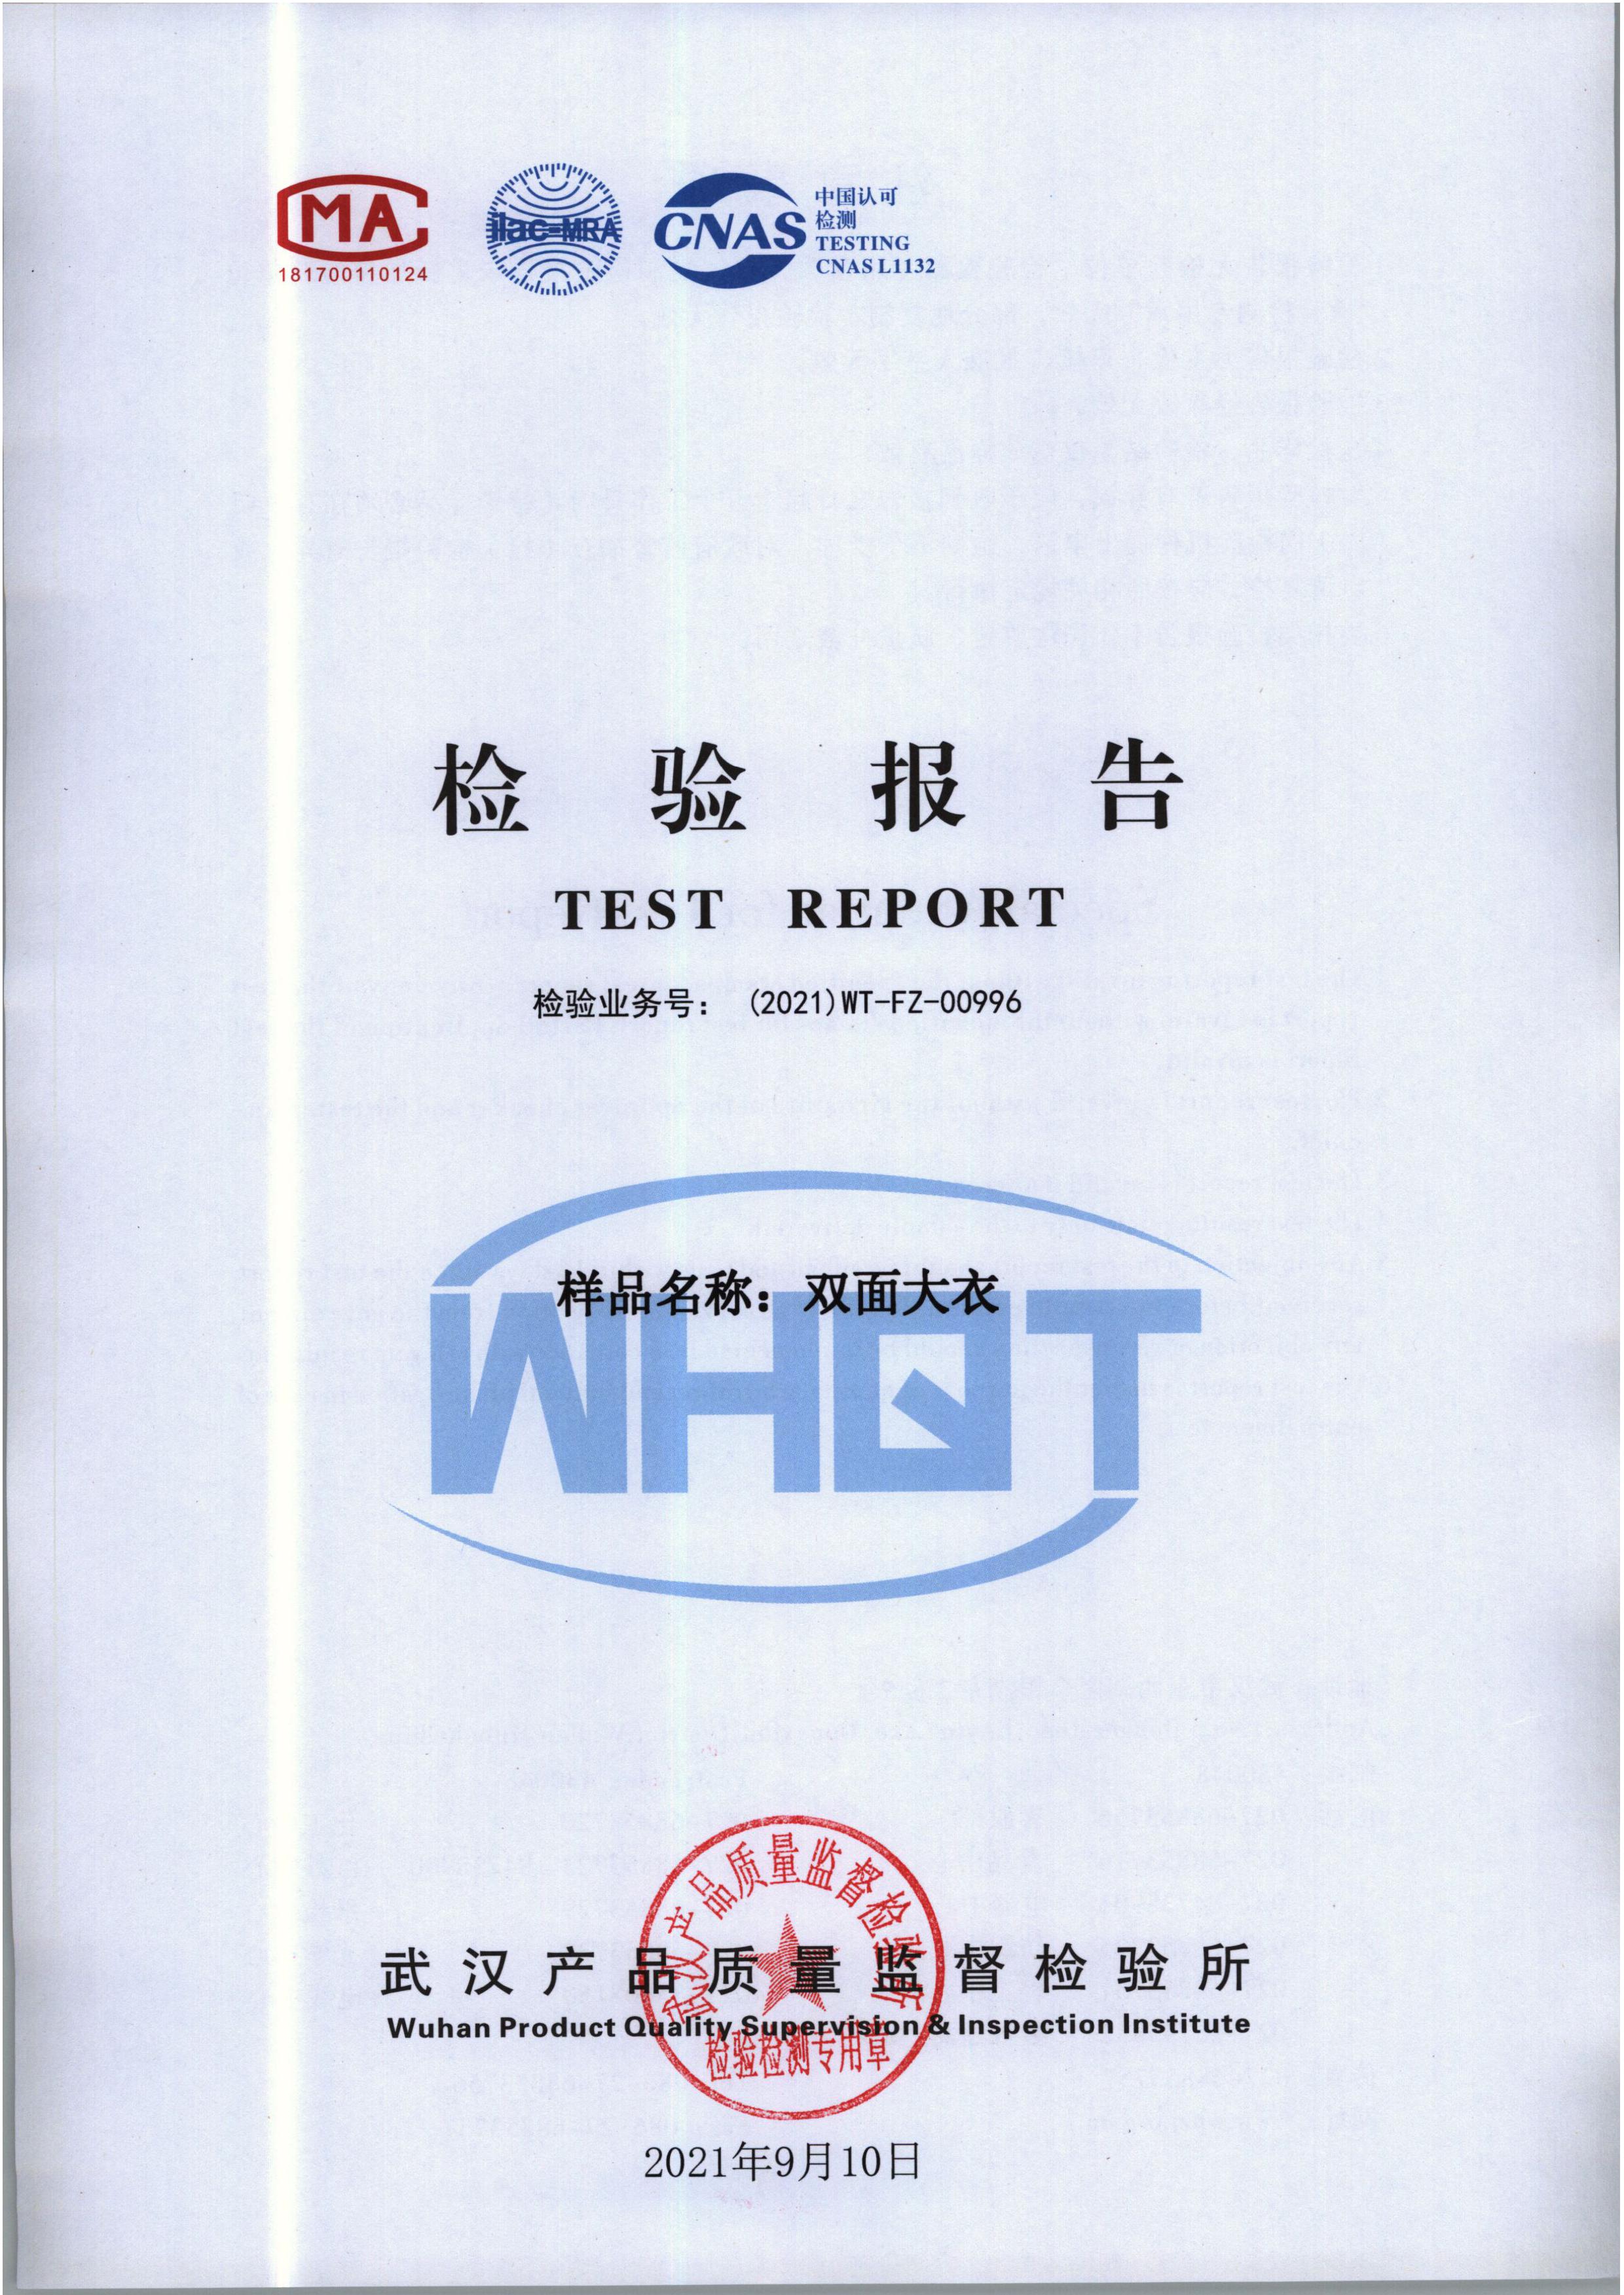 MA
181700110124
ilac-MRA
CNAS
中国认可
检测
TESTING
CNAS L1132
检验报告
TEST REPORT
检验业务号： (2021)WT-FZ-00996
样品名称：双面大衣
WHQT
武汉产品质量监督检验所
武汉产品质量监督检验所
Wuhan Product Quality Supervision & Inspection Institute
检验检测专用章
2021年9月10日